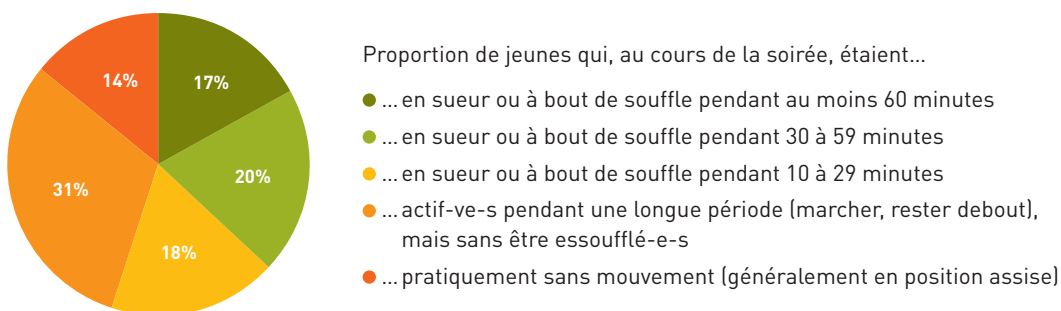 Proportion de jeunes qui, au cours de la soirée, étaient...
... en sueur ou à bout de souffle pendant au moins 60 minutes
... en sueur ou à bout de souffle pendant 30 à 59 minutes
... en sueur ou à bout de souffle pendant 10 à 29 minutes
... actif-ve-s pendant une longue période (marcher, rester debout),
mais sans être essoufflé-e-s
... pratiquement sans mouvement (généralement en position assise)
14%
17%
20%
31%
18%